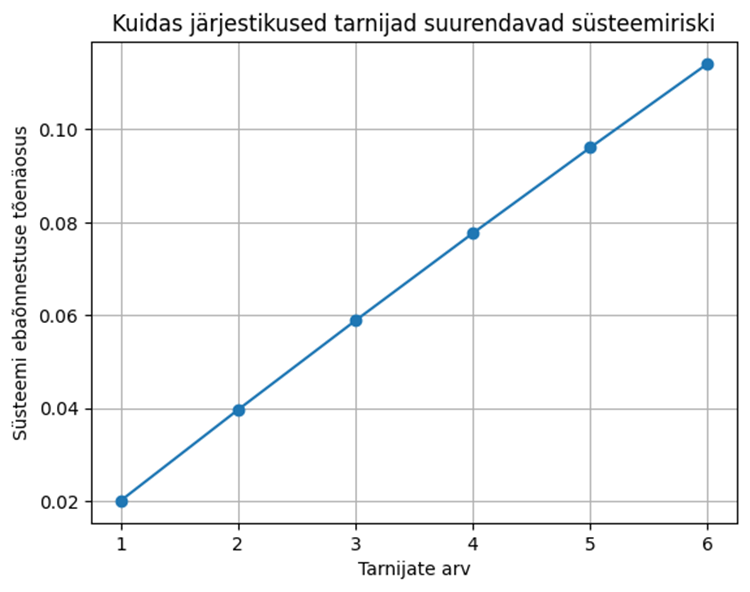 Kuidas järjestikused tarnijad suurendavad süsteemiriski
Süsteemi ebaõnnestuse tõenäosus
0.10
0.08
0.06
0.04
0.02
1 2 3 4 5 6
Tarnijate arv